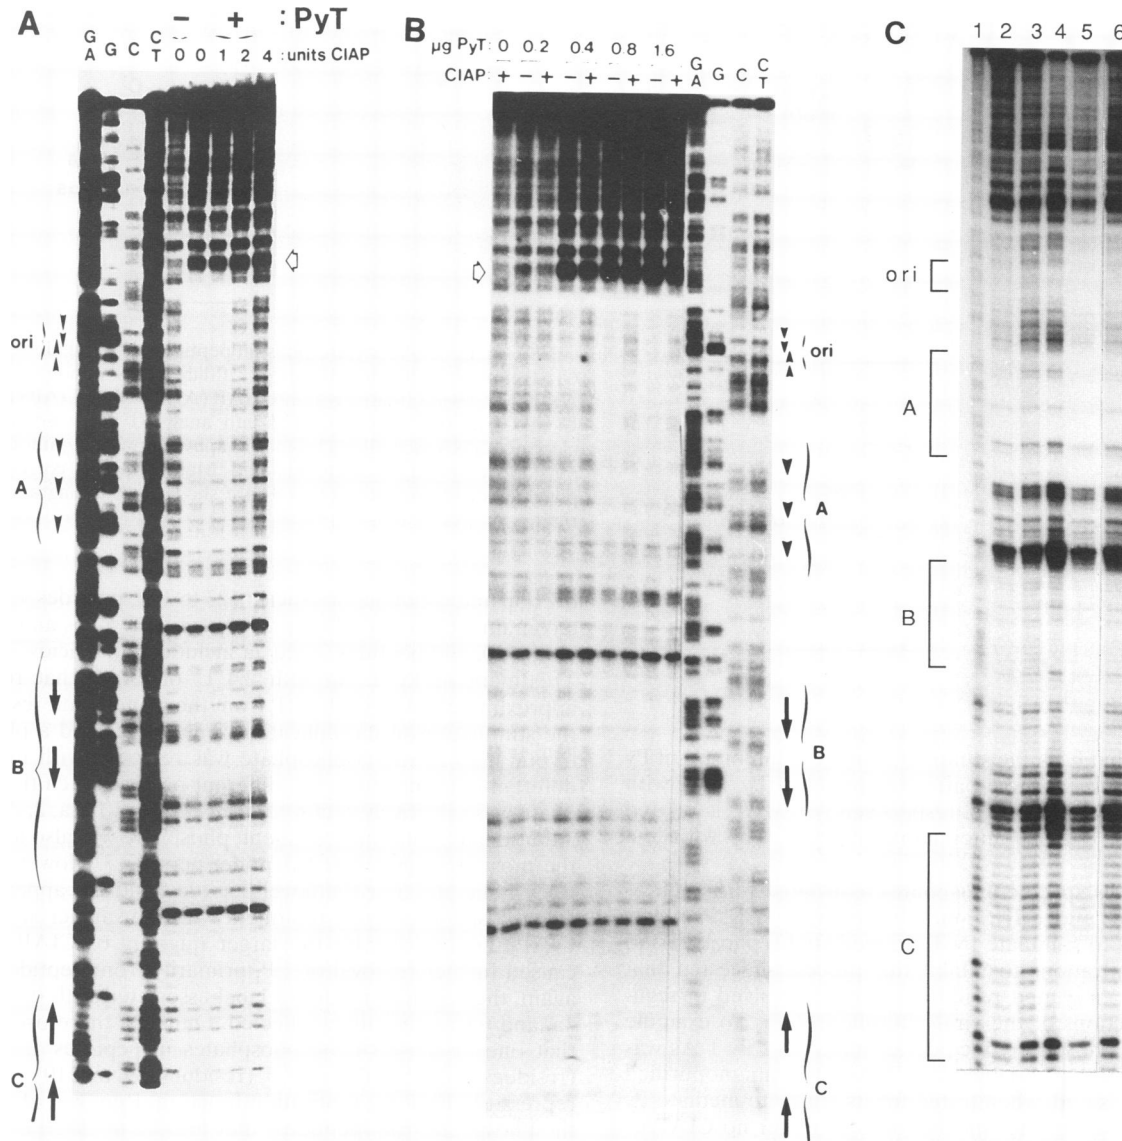 A
− + : PyT
G A G C C T 0 0 1 2 4 : units CIAP
ori
A
B
C
B
µg PyT: 0 0.2 0.4 0.8 1.6
CIAP: + − + − + − + − + G A G C C T
ori
A
B
C
C
1 2 3 4 5 6
ori
A
B
C